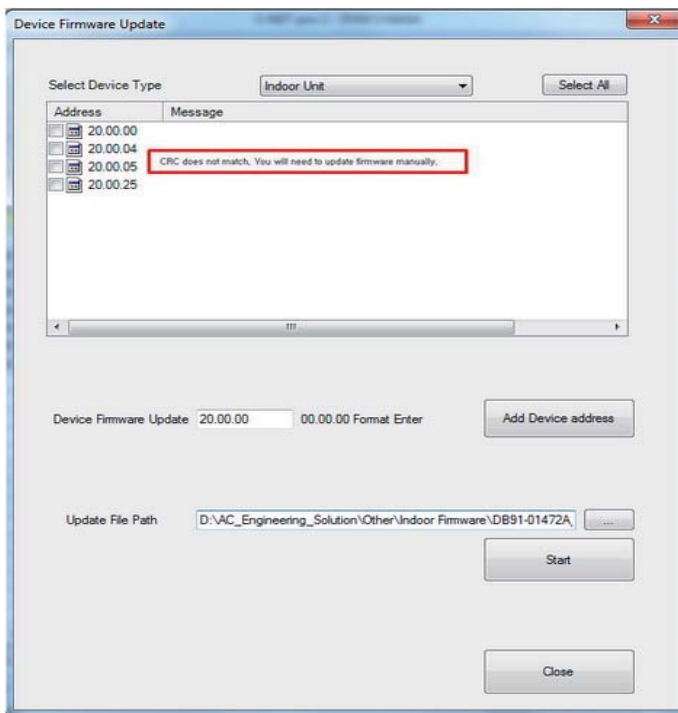 Device Firmware Update
Select Device Type Indoor Unit Select All
Address Message
20.00.00
20.00.04
20.00.05 CRC does not match, You will need to update firmware manually,
20.00.25
Device Firmware Update 20.00.00 00.00.00 Format Enter Add Device address
Update File Path D:\AC_Engineering_Solution\Other\Indoor Firmware\DB91-01472A_ ...
Start
Close